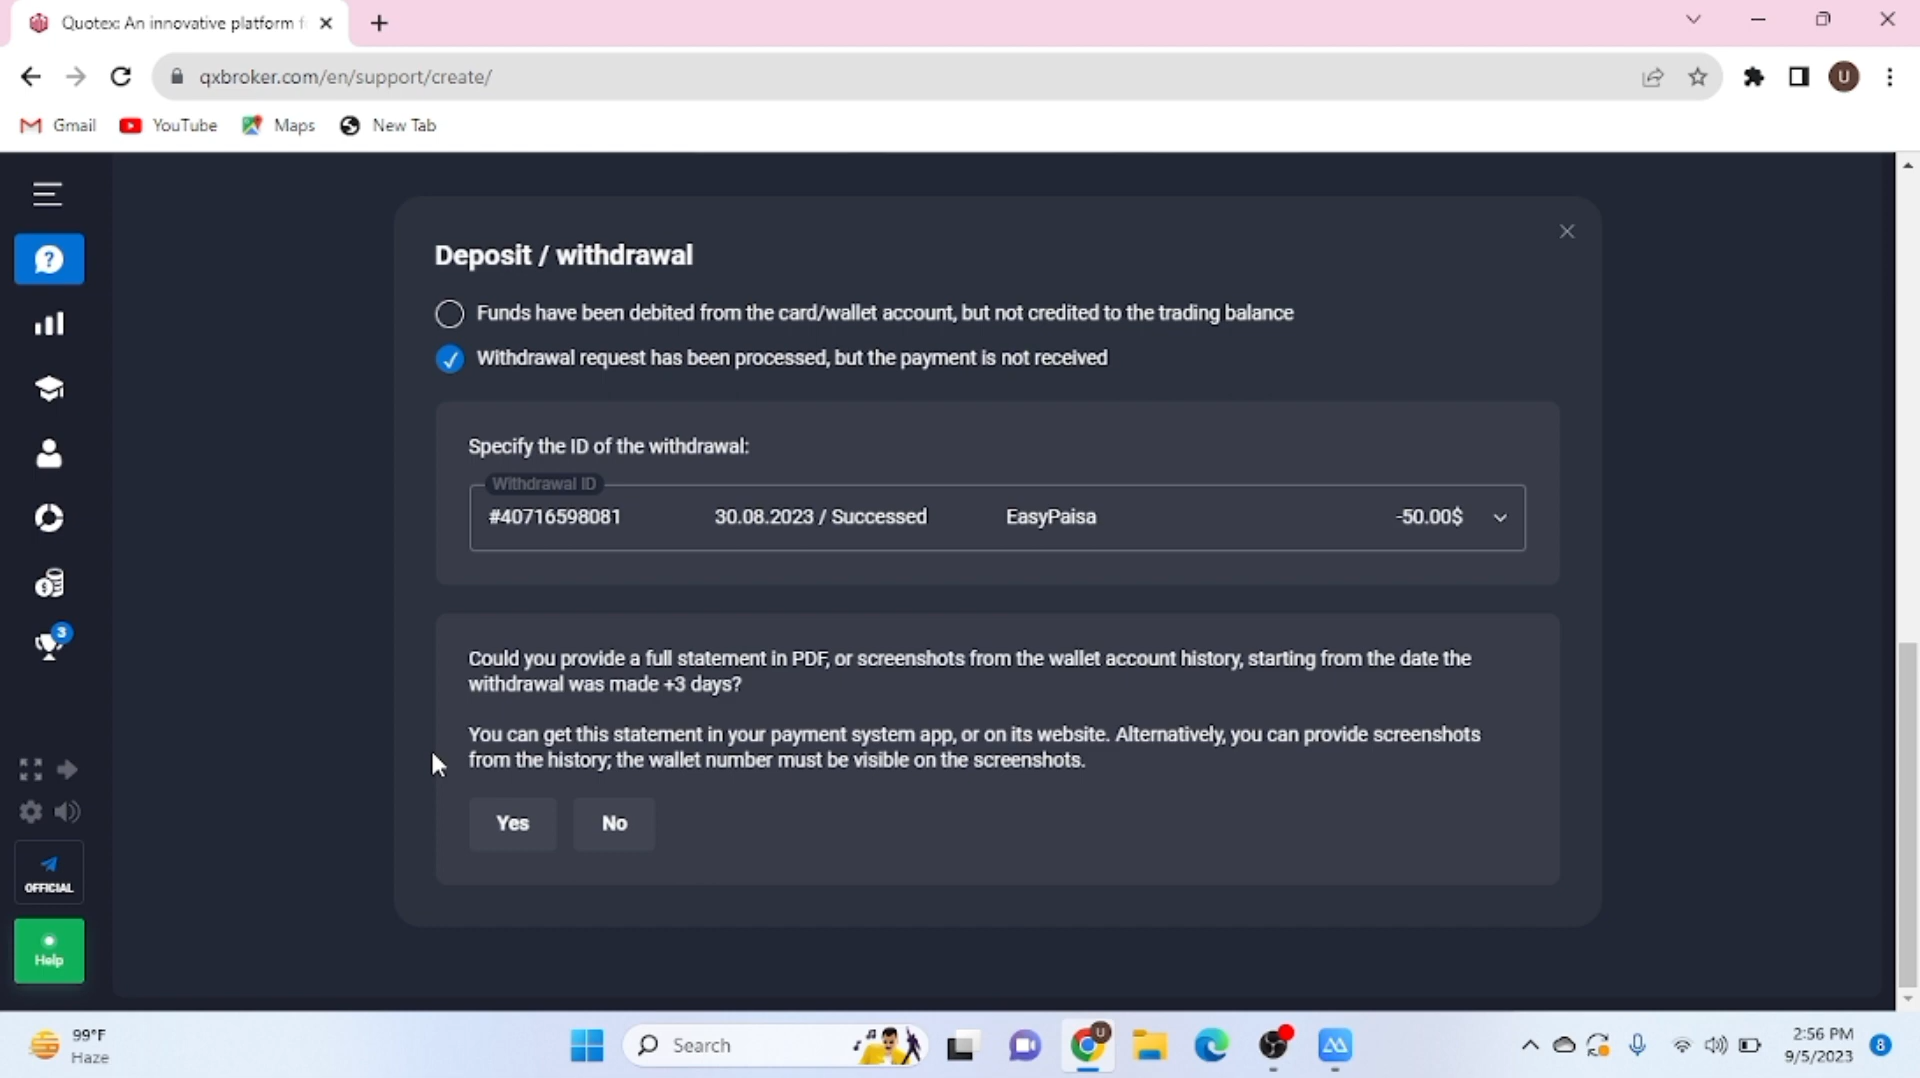 Quotex: An innovative platform f
qxbroker.com/en/support/create/
U
Gmail
YouTube
Maps
New Tab
Deposit / withdrawal
Funds have been debited from the card/wallet account, but not credited to the trading balance
Withdrawal request has been processed, but the payment is not received
Specify the ID of the withdrawal:
Withdrawal ID
#40716598081 30.08.2023 / Successed EasyPaisa -50.00$
3
Could you provide a full statement in PDF, or screenshots from the wallet account history, starting from the date the
withdrawal was made +3 days?
You can get this statement in your payment system app, or on its website. Alternatively, you can provide screenshots
from the history; the wallet number must be visible on the screenshots.
Yes No
OFFICIAL
Help
99°F
Haze
Search
U
2:56 PM
9/5/2023
8